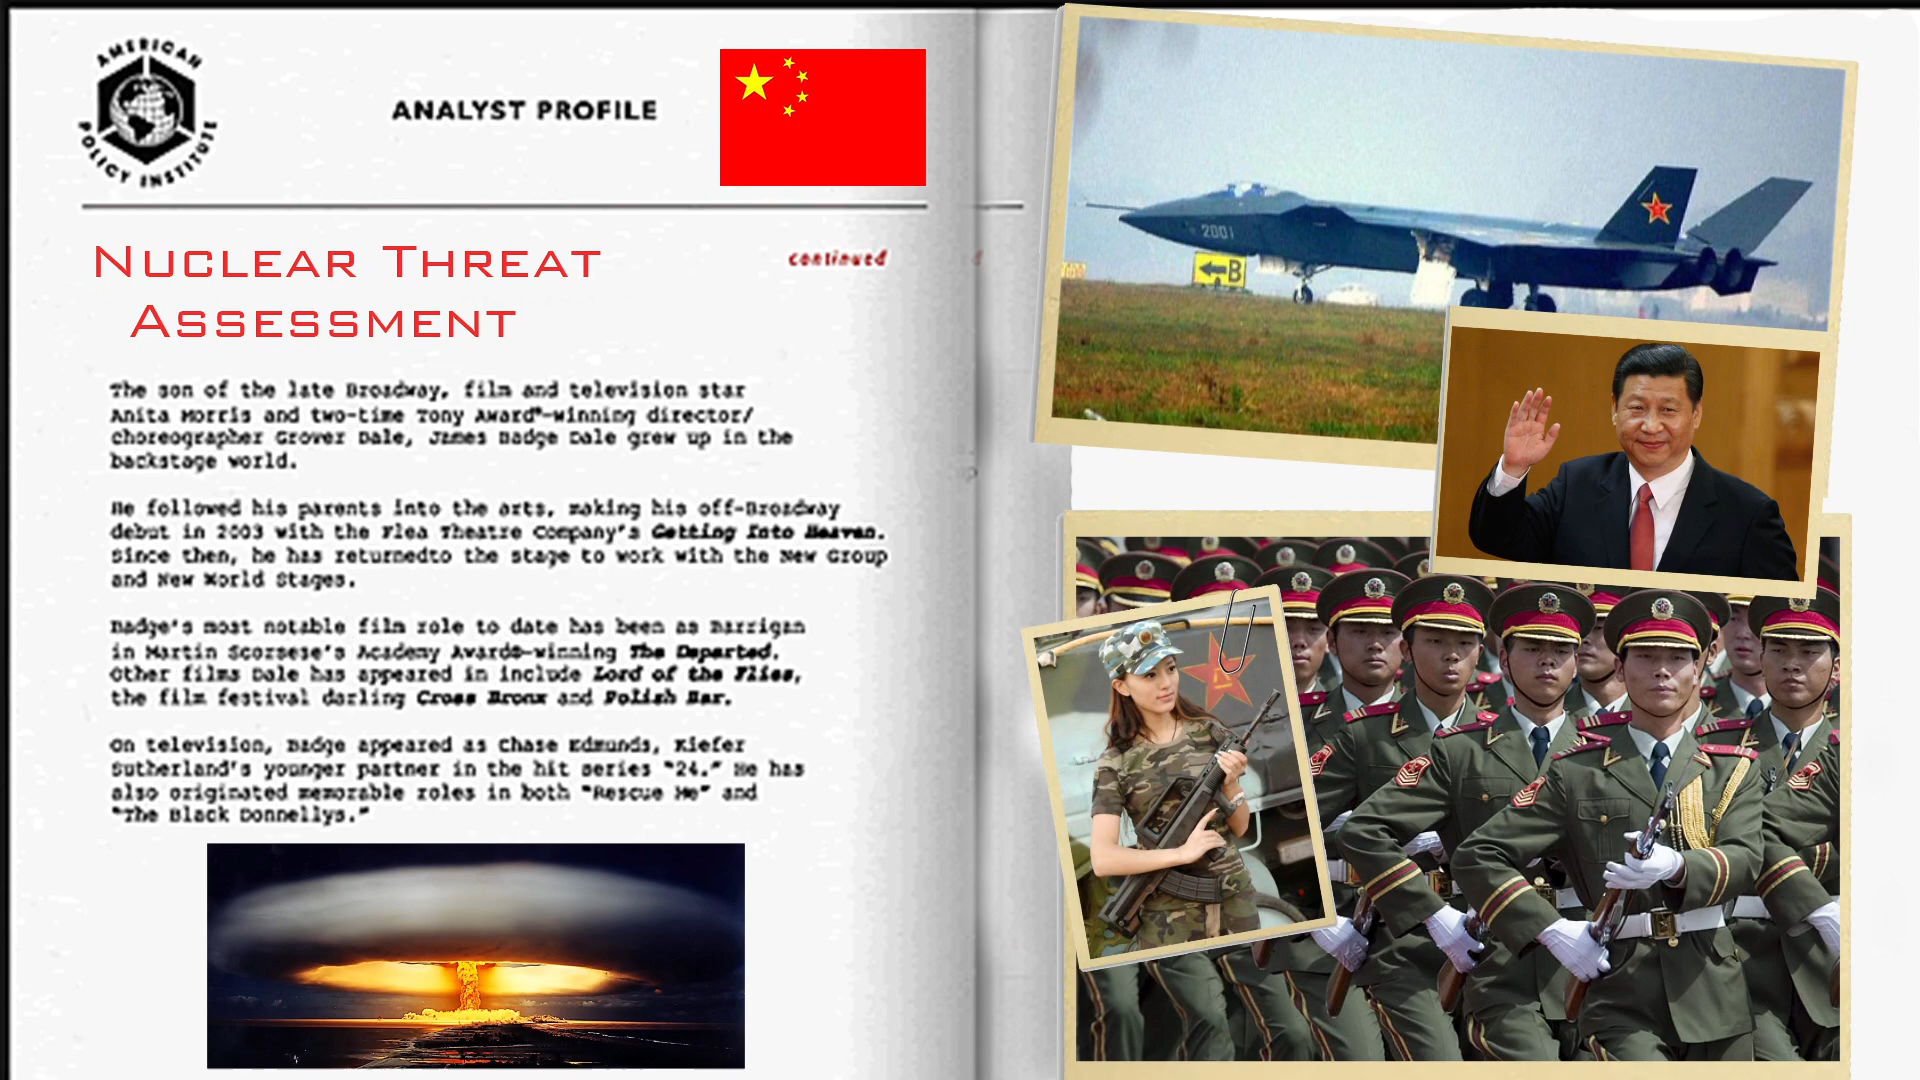 AMERICAN
POLICY INSTITUTE
ANALYST PROFILE
NUCLEAR THREAT
ASSESSMENT
continued
The son of the late Broadway, film and television star
Anita Morris and two-time Tony Award®-winning director/
choreographer Grover Dale, James Badge Dale grew up in the
backstage world.
He followed his parents into the arts, making his off-Broadway
debut in 2003 with the Flea Theatre Company's Getting Into Heaven.
Since then, he has returnedto the stage to work with the New Group
and New World Stages.
Badge's most notable film role to date has been as Barrigan
in Martin Scorsese's Academy Award®-winning The Departed.
Other films Dale has appeared in include Lord of the Flies,
the film festival darling Cross Bronx and Polish Bar.
On television, Badge appeared as Chase Edmunds, Kiefer
Sutherland's younger partner in the hit series "24." He has
also originated memorable roles in both "Rescue Me" and
"The Black Donnellys."
2001
B